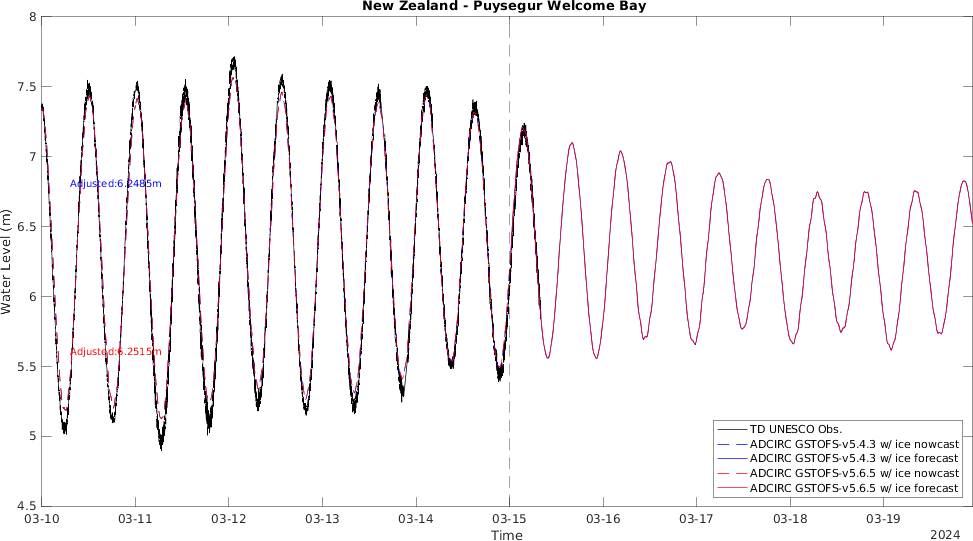 New Zealand - Puysegur Welcome Bay
8
7.5
7
6.5
6
5.5
5
4.5
Water Level (m)
Adjusted:6.2485m
Adjusted:6.2515m
TD UNESCO Obs.
ADCIRC GSTOFS-v5.4.3 w/ ice nowcast
ADCIRC GSTOFS-v5.4.3 w/ ice forecast
ADCIRC GSTOFS-v5.6.5 w/ ice nowcast
ADCIRC GSTOFS-v5.6.5 w/ ice forecast
03-10 03-11 03-12 03-13 03-14 03-15 03-16 03-17 03-18 03-19
Time
2024